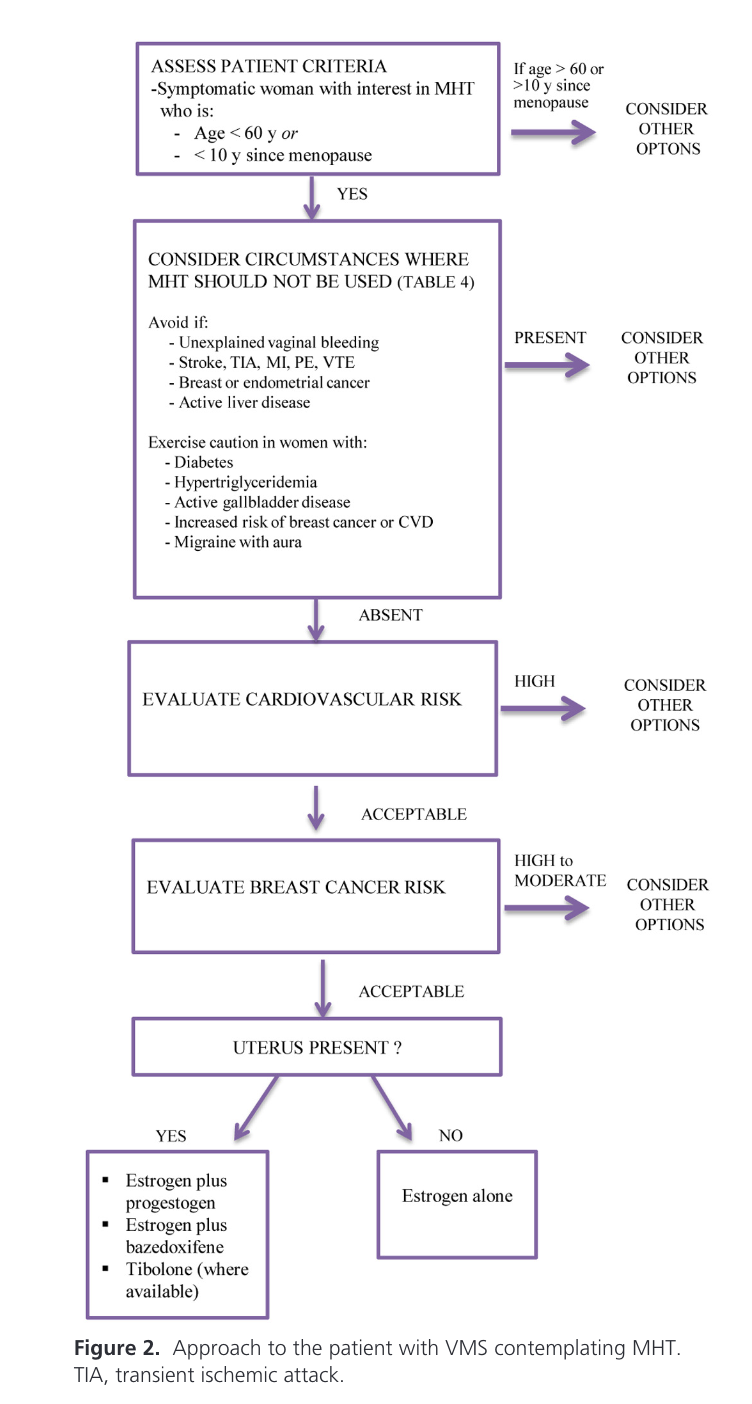 ASSESS PATIENT CRITERIA
-Symptomatic woman with interest in MHT
who is:
- Age < 60 y or
- < 10 y since menopause
If age > 60 or
>10 y since
menopause
CONSIDER
OTHER
OPTONS
YES
CONSIDER CIRCUMSTANCES WHERE
MHT SHOULD NOT BE USED (TABLE 4)
Avoid if:
- Unexplained vaginal bleeding
- Stroke, TIA, MI, PE, VTE
- Breast or endometrial cancer
- Active liver disease
Exercise caution in women with:
- Diabetes
- Hypertriglyceridemia
- Active gallbladder disease
- Increased risk of breast cancer or CVD
- Migraine with aura
PRESENT
CONSIDER
OTHER
OPTIONS
ABSENT
EVALUATE CARDIOVASCULAR RISK
HIGH
CONSIDER
OTHER
OPTIONS
ACCEPTABLE
EVALUATE BREAST CANCER RISK
HIGH to
MODERATE
CONSIDER
OTHER
OPTIONS
ACCEPTABLE
UTERUS PRESENT ?
YES
▪ Estrogen plus
progestogen
▪ Estrogen plus
bazedoxifene
▪ Tibolone (where
available)
NO
Estrogen alone
Figure 2. Approach to the patient with VMS contemplating MHT.
TIA, transient ischemic attack.